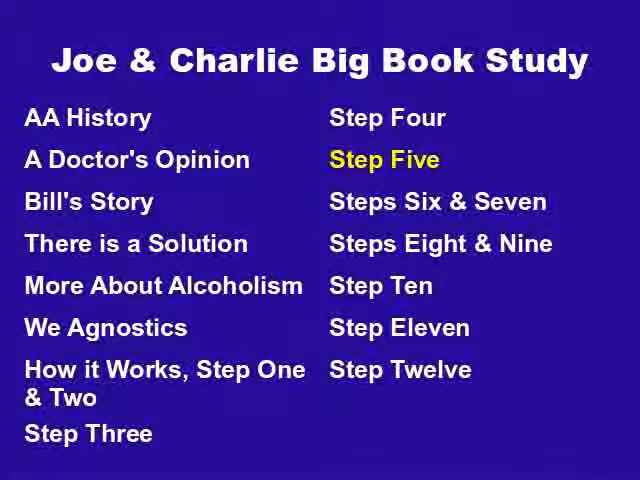 Joe & Charlie Big Book Study
AA History
A Doctor's Opinion
Bill's Story
There is a Solution
More About Alcoholism
We Agnostics
How it Works, Step One
& Two
Step Three
Step Four
Step Five
Steps Six & Seven
Steps Eight & Nine
Step Ten
Step Eleven
Step Twelve